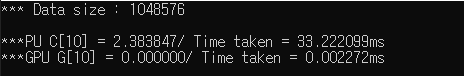 *** Data size : 1048576
***PU C[10] = 2.383847/ Time taken = 33.222099ms
***GPU G[10] = 0.000000/ Time taken = 0.002272ms